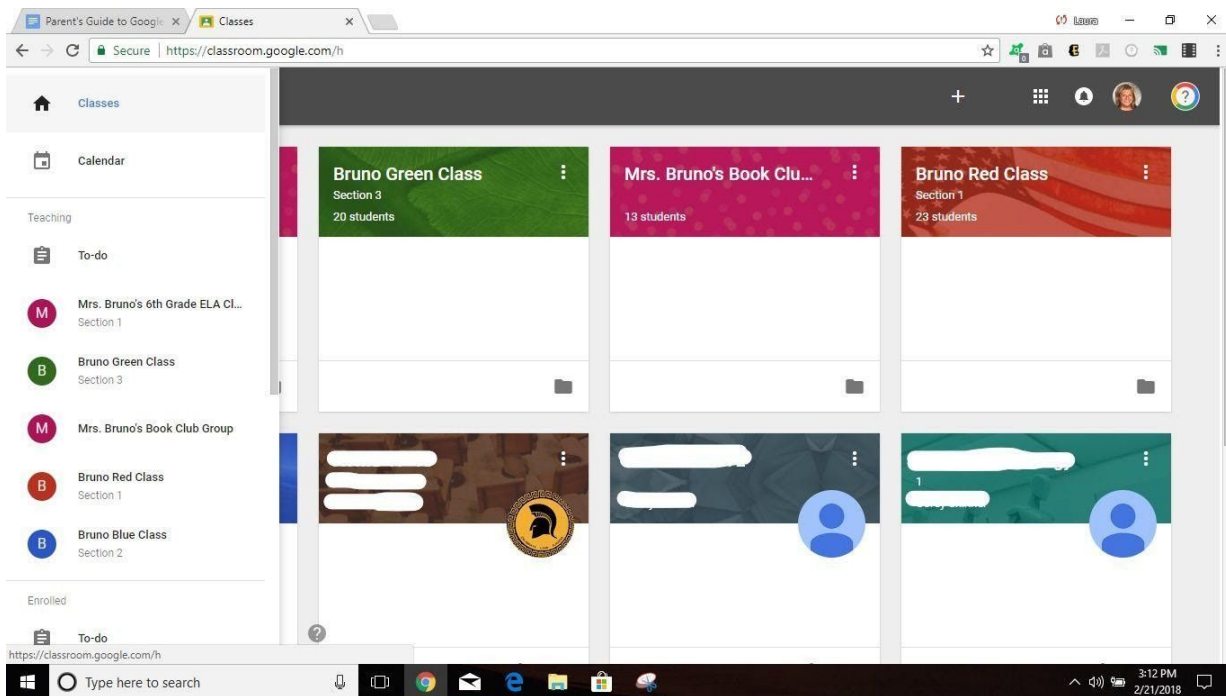 Parent's Guide to Google
Classes
Laura
Secure | https://classroom.google.com/h
Classes
Calendar
Teaching
To-do
M
Mrs. Bruno's 6th Grade ELA Cl...
Section 1
B
Bruno Green Class
Section 3
M
Mrs. Bruno's Book Club Group
B
Bruno Red Class
Section 1
B
Bruno Blue Class
Section 2
Enrolled
To-do
https://classroom.google.com/h
Bruno Green Class
Section 3
20 students
Mrs. Bruno's Book Clu...
13 students
Bruno Red Class
Section 1
23 students
1
Type here to search
3:12 PM
2/21/2018